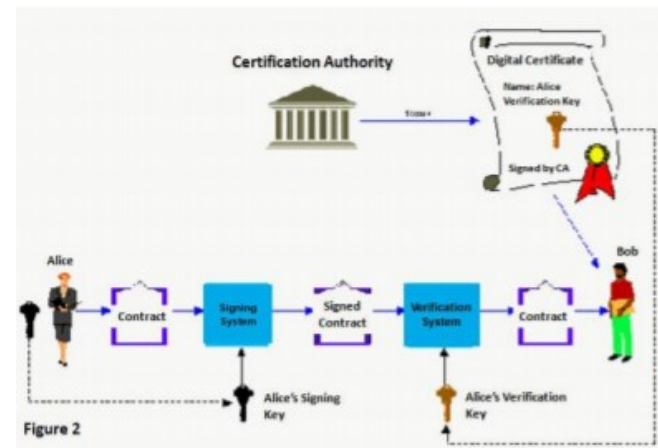 Certification Authority
Digital Certificate
Name: Alice
Verification Key
Signed by CA
Alice
Bob
Contract
Signing
System
Signed
Contract
Verification
System
Contract
Alice's Signing
Key
Alice's Verification
Key
Figure 2